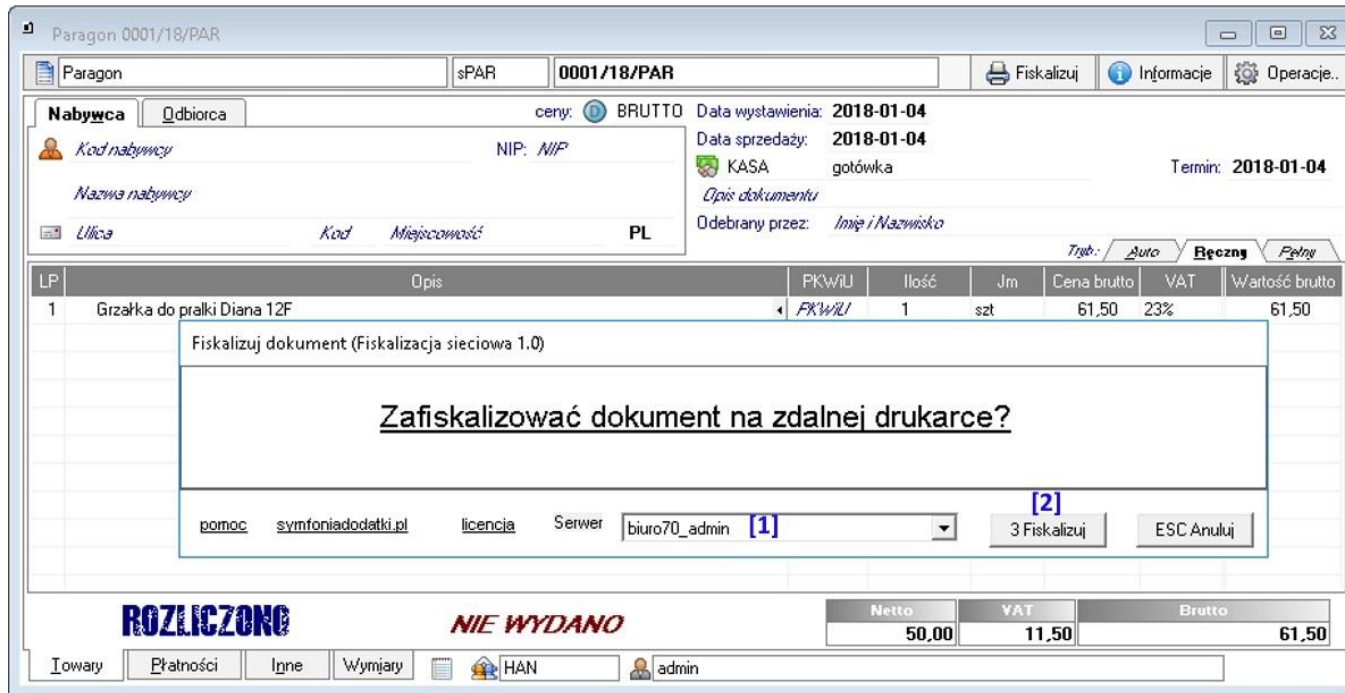 Paragon 0001/18/PAR
Paragon sPAR 0001/18/PAR Fiskalizuj Informacje Operacje..
Nabywca Odbiorca ceny: D BRUTTO Data wystawienia: 2018-01-04
Kod nabywcy NIP: NIP Data sprzedaży: 2018-01-04
KASA gotówka Termin: 2018-01-04
Nazwa nabywcy Opis dokumentu
Ulica Kod Miejscowość PL Odebrany przez: Imię i Nazwisko
Tryb: Auto Ręczny Pełny
LP Opis PKWiU Ilość Jm Cena brutto VAT Wartość brutto
1 Grzałka do pralki Diana 12F PKWiU 1 szt 61,50 23% 61,50
Fiskalizuj dokument (Fiskalizacja sieciowa 1.0)
Zafiskalizować dokument na zdalnej drukarce?
[2]
pomoc symfoniadodatki.pl licencja Serwer biuro70_admin [1] 3 Fiskalizuj ESC Anuluj
ROZLICZONO NIE WYDANO Netto VAT Brutto
50,00 11,50 61,50
Towary Płatności Inne Wymiary HAN admin